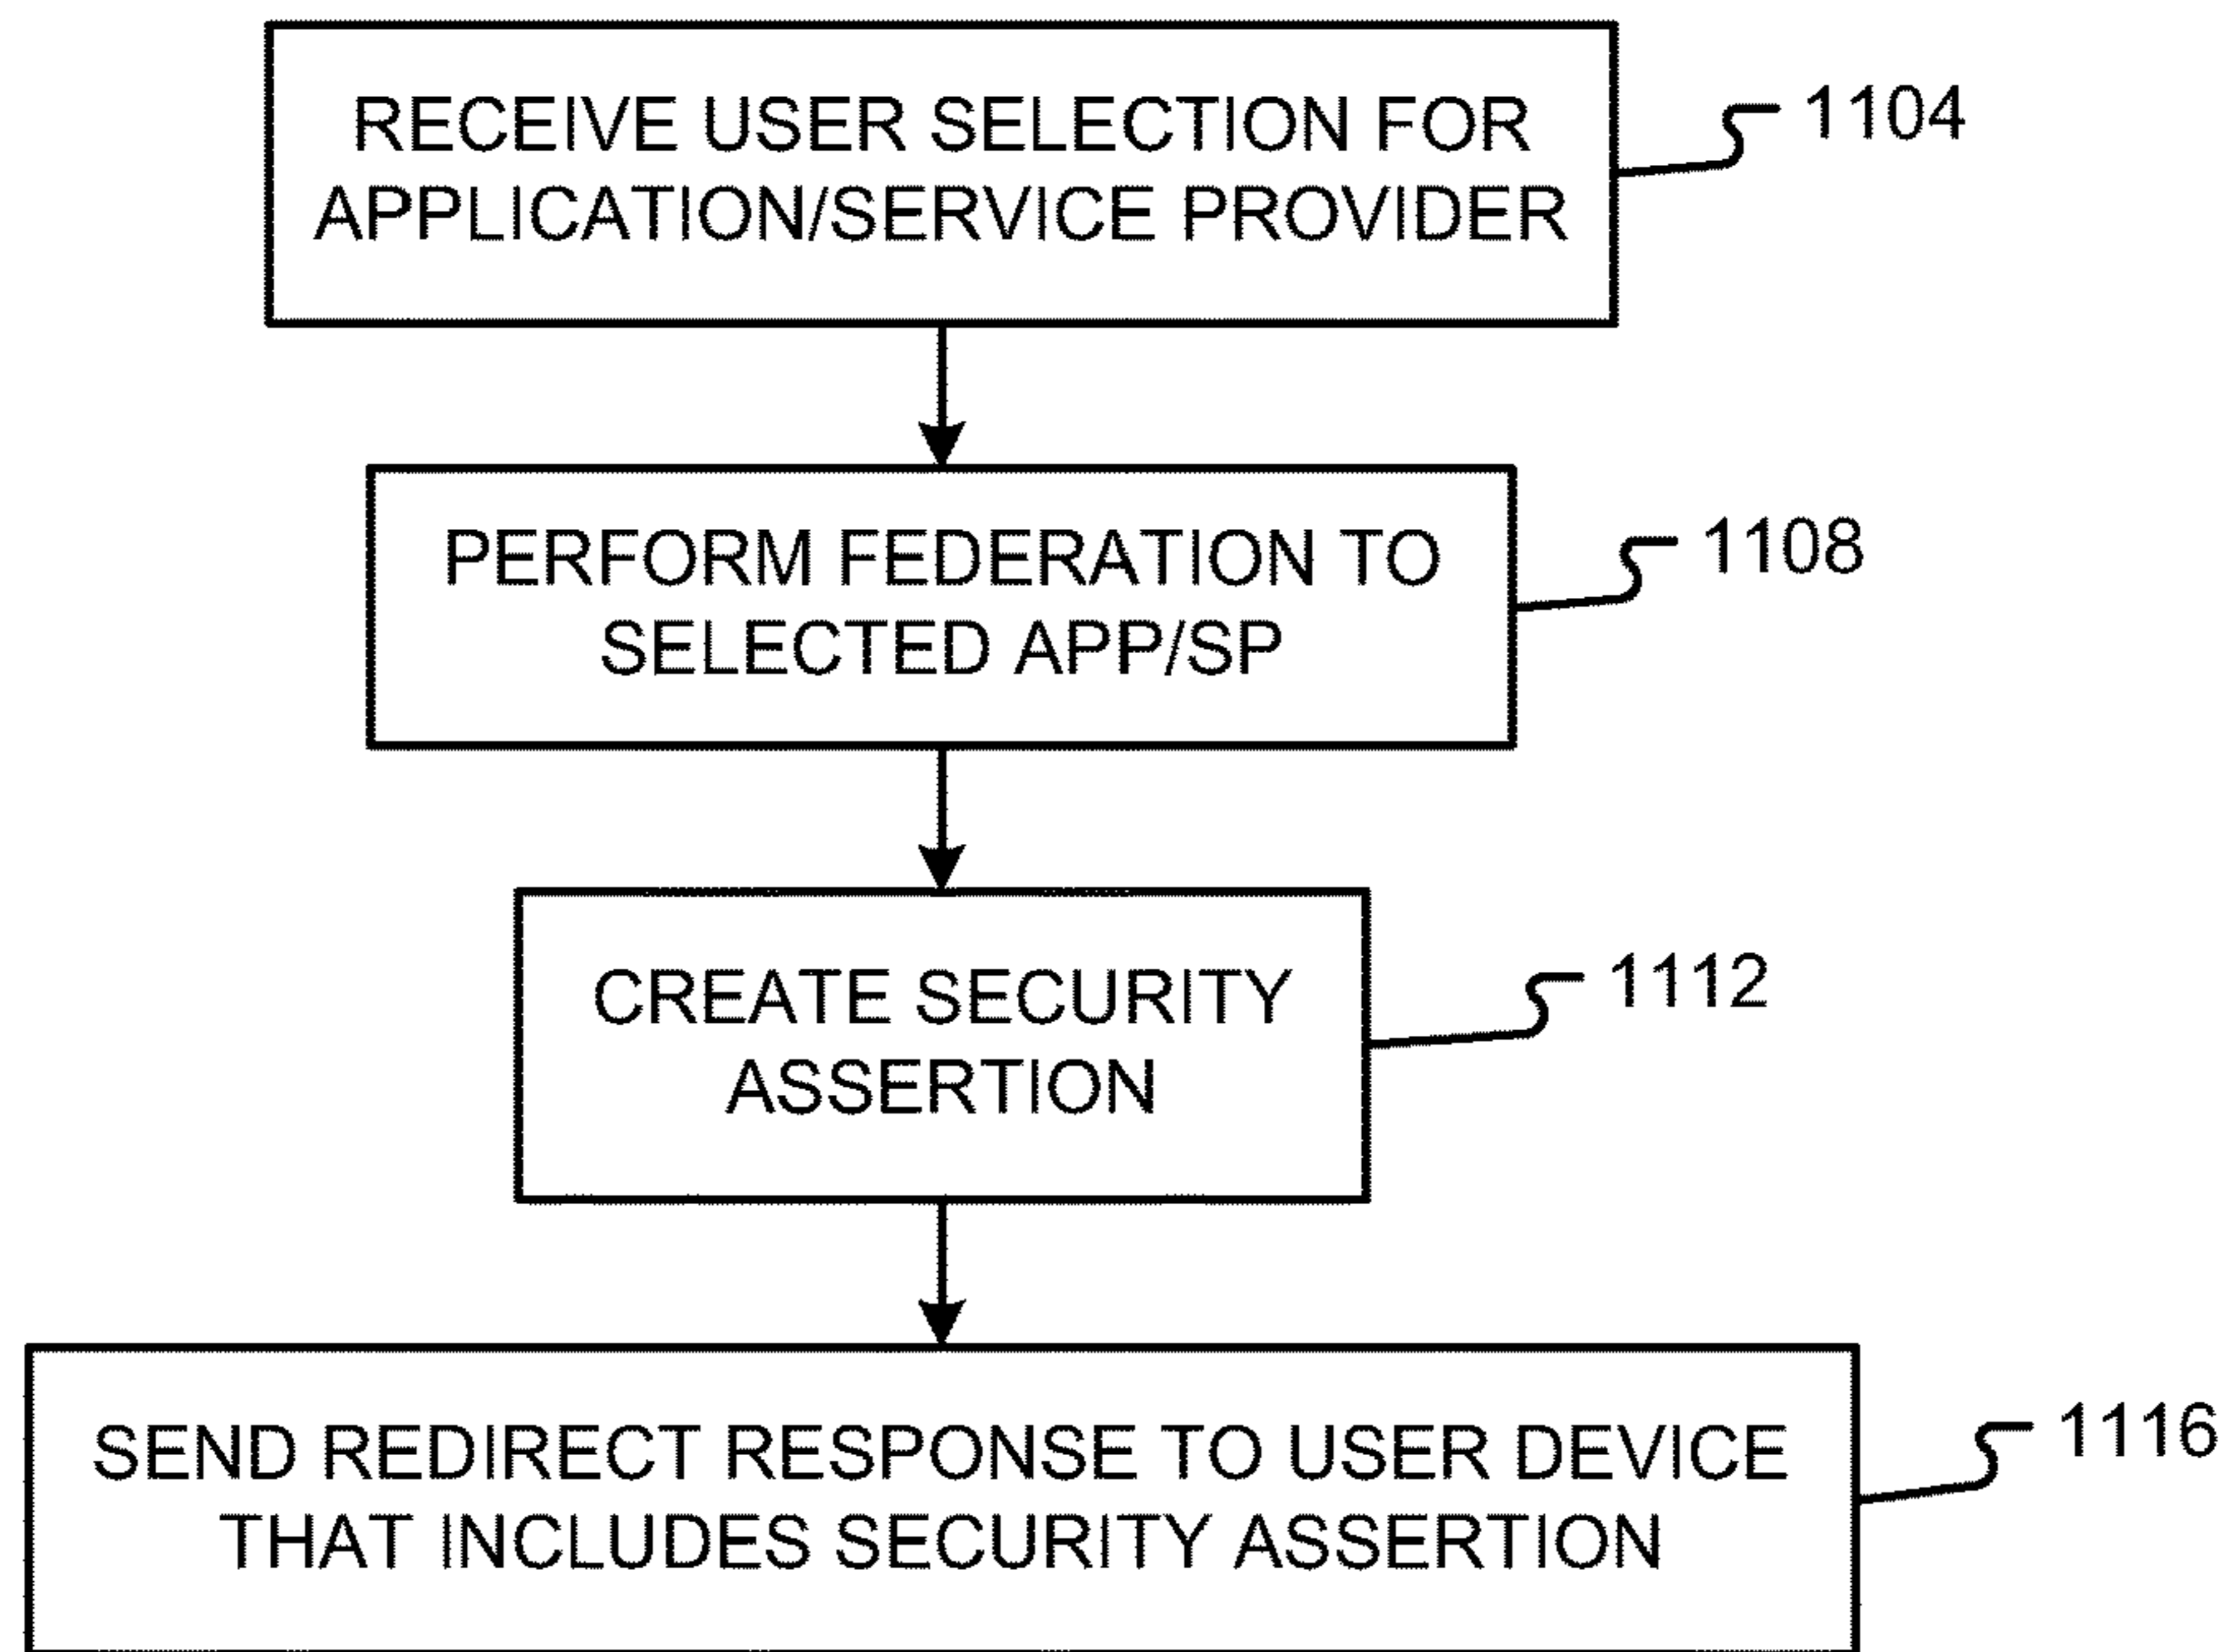 RECEIVE USER SELECTION FOR
APPLICATION/SERVICE PROVIDER
1104
PERFORM FEDERATION TO
SELECTED APP/SP
1108
CREATE SECURITY
ASSERTION
1112
SEND REDIRECT RESPONSE TO USER DEVICE
THAT INCLUDES SECURITY ASSERTION
1116